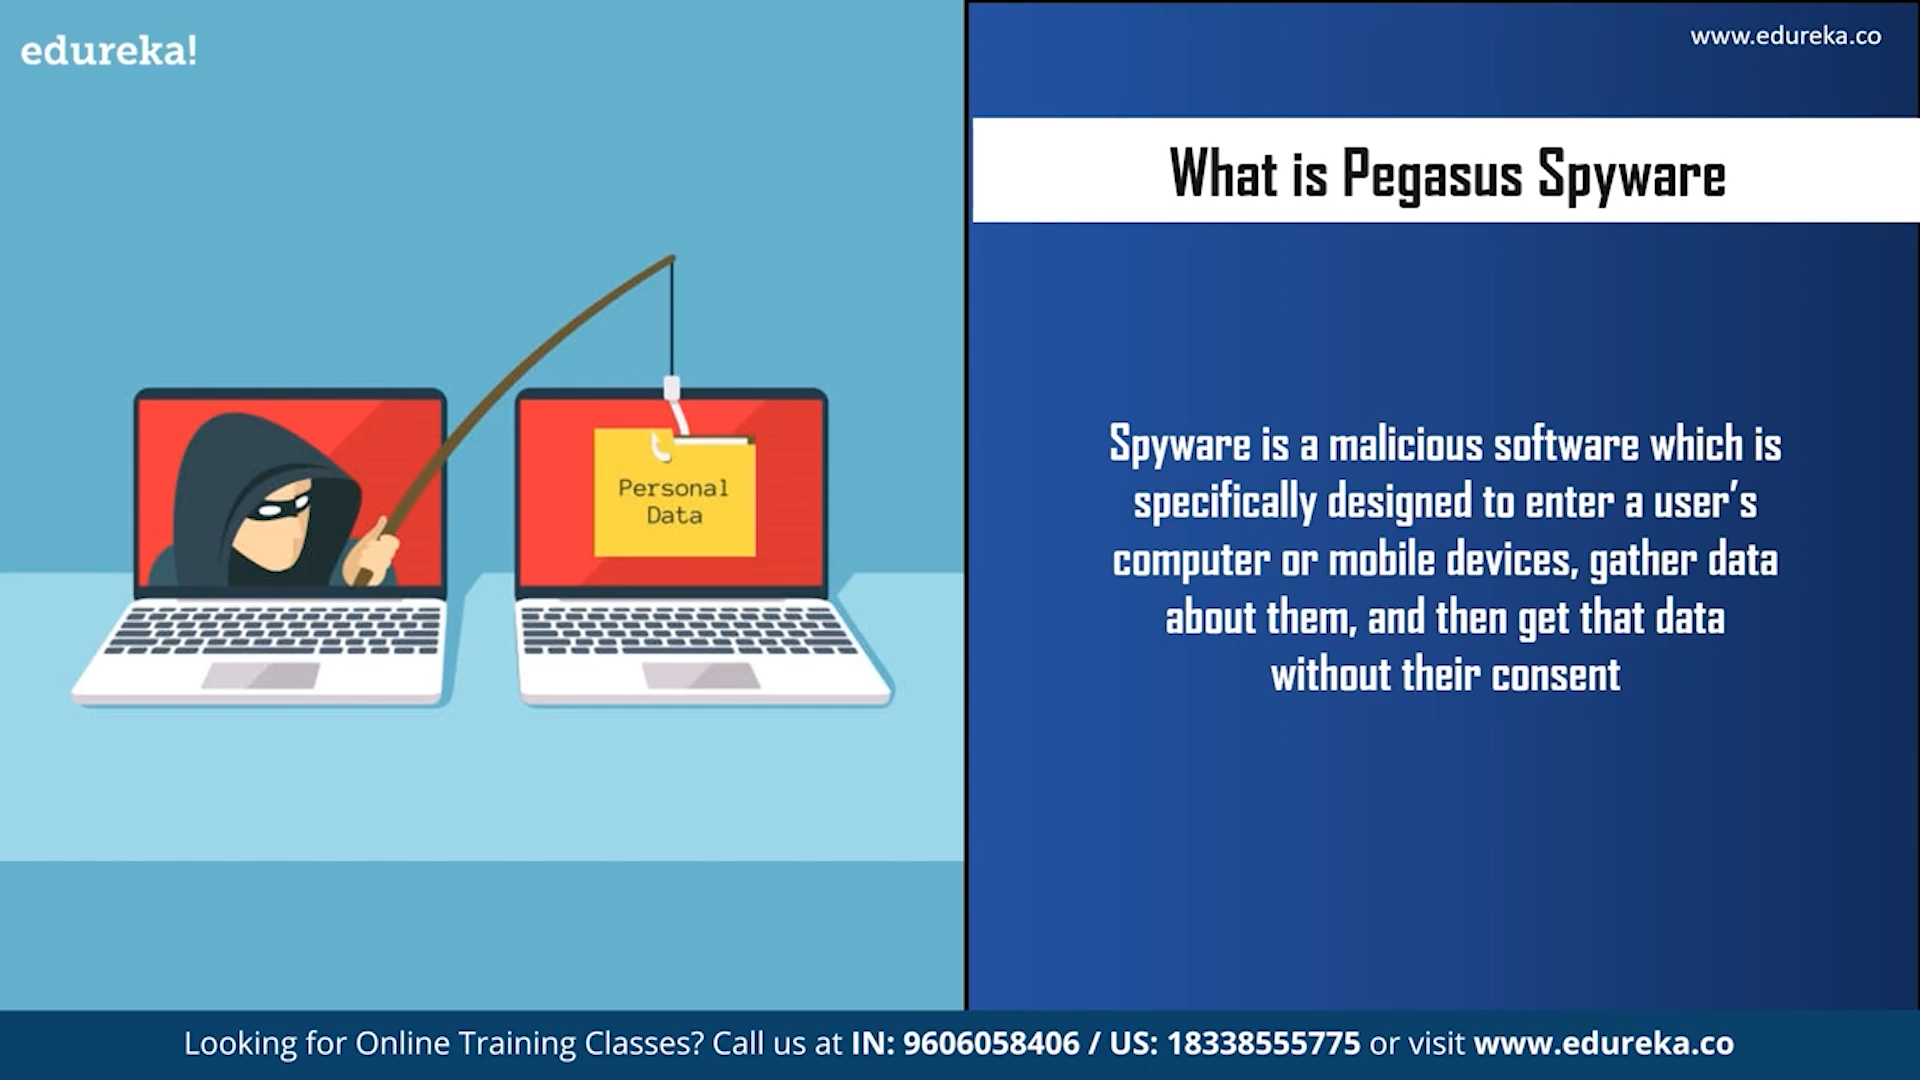 edureka!
www.edureka.co
What is Pegasus Spyware
Personal
Data
Spyware is a malicious software which is
specifically designed to enter a user's
computer or mobile devices, gather data
about them, and then get that data
without their consent
Looking for Online Training Classes? Call us at IN: 9606058406 / US: 18338555775 or visit www.edureka.co